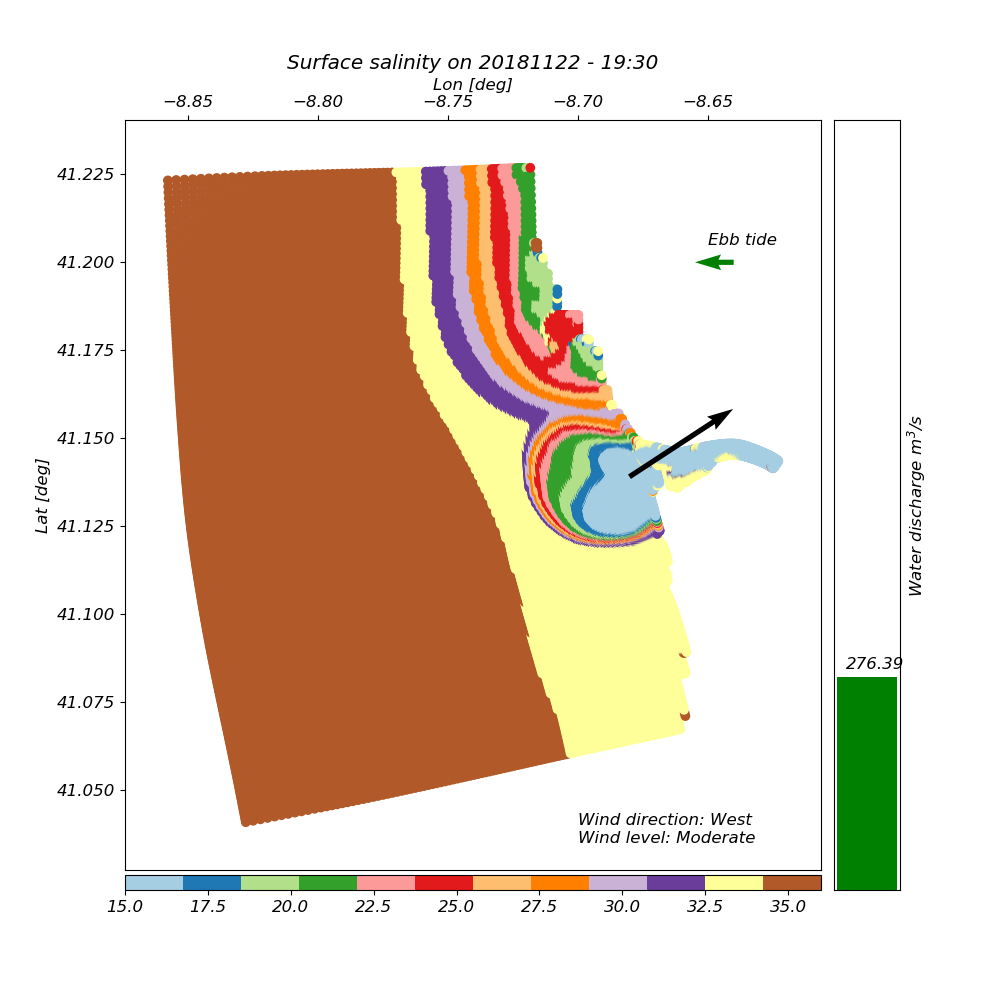 Surface salinity on 20181122 - 19:30
Lon [deg]
−8.85 −8.80 −8.75 −8.70 −8.65
41.225
41.200
41.175
41.150
41.125
41.100
41.075
41.050
Lat [deg]
Ebb tide
Wind direction: West
Wind level: Moderate
276.39
Water discharge m³/s
15.0 17.5 20.0 22.5 25.0 27.5 30.0 32.5 35.0